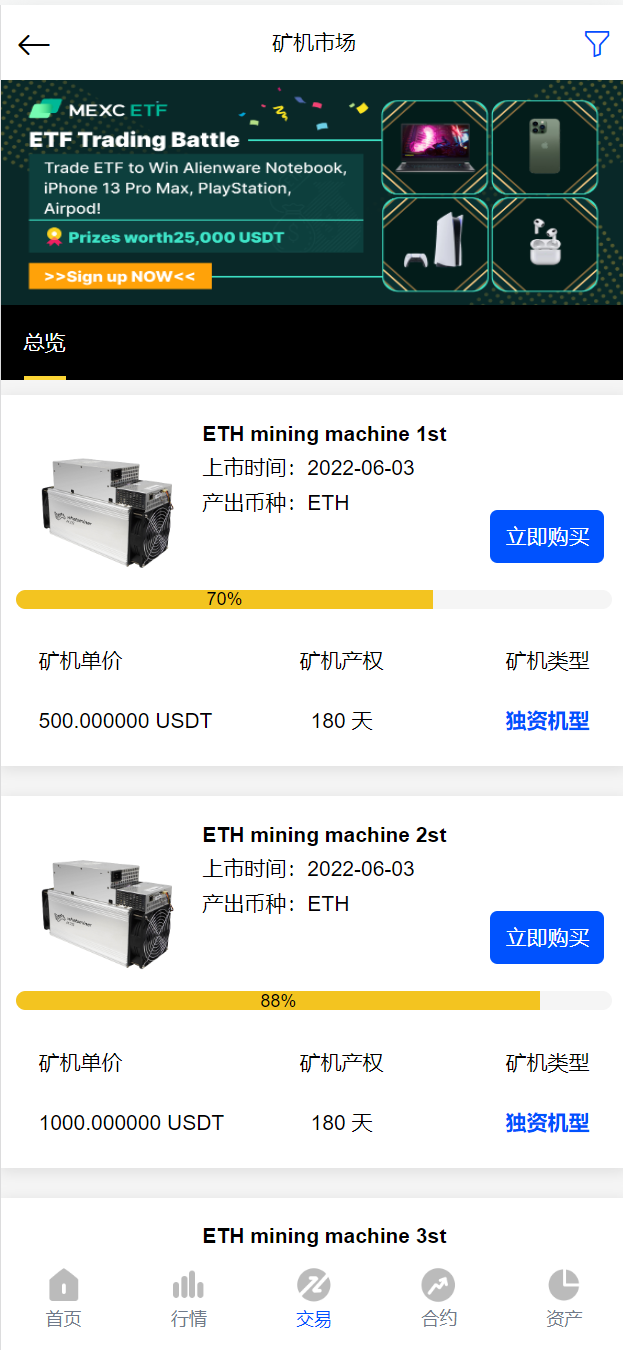 矿机市场
MEXC ETF
ETF Trading Battle
Trade ETF to Win Alienware Notebook,
iPhone 13 Pro Max, PlayStation,
Airpod!
Prizes worth25,000 USDT
>>Sign up NOW<<
总览
ETH mining machine 1st
上市时间：2022-06-03
产出币种：ETH
立即购买
70%
矿机单价 矿机产权 矿机类型
500.000000 USDT 180 天 独资机型
ETH mining machine 2st
上市时间：2022-06-03
产出币种：ETH
立即购买
88%
矿机单价 矿机产权 矿机类型
1000.000000 USDT 180 天 独资机型
ETH mining machine 3st
首页 行情 交易 合约 资产